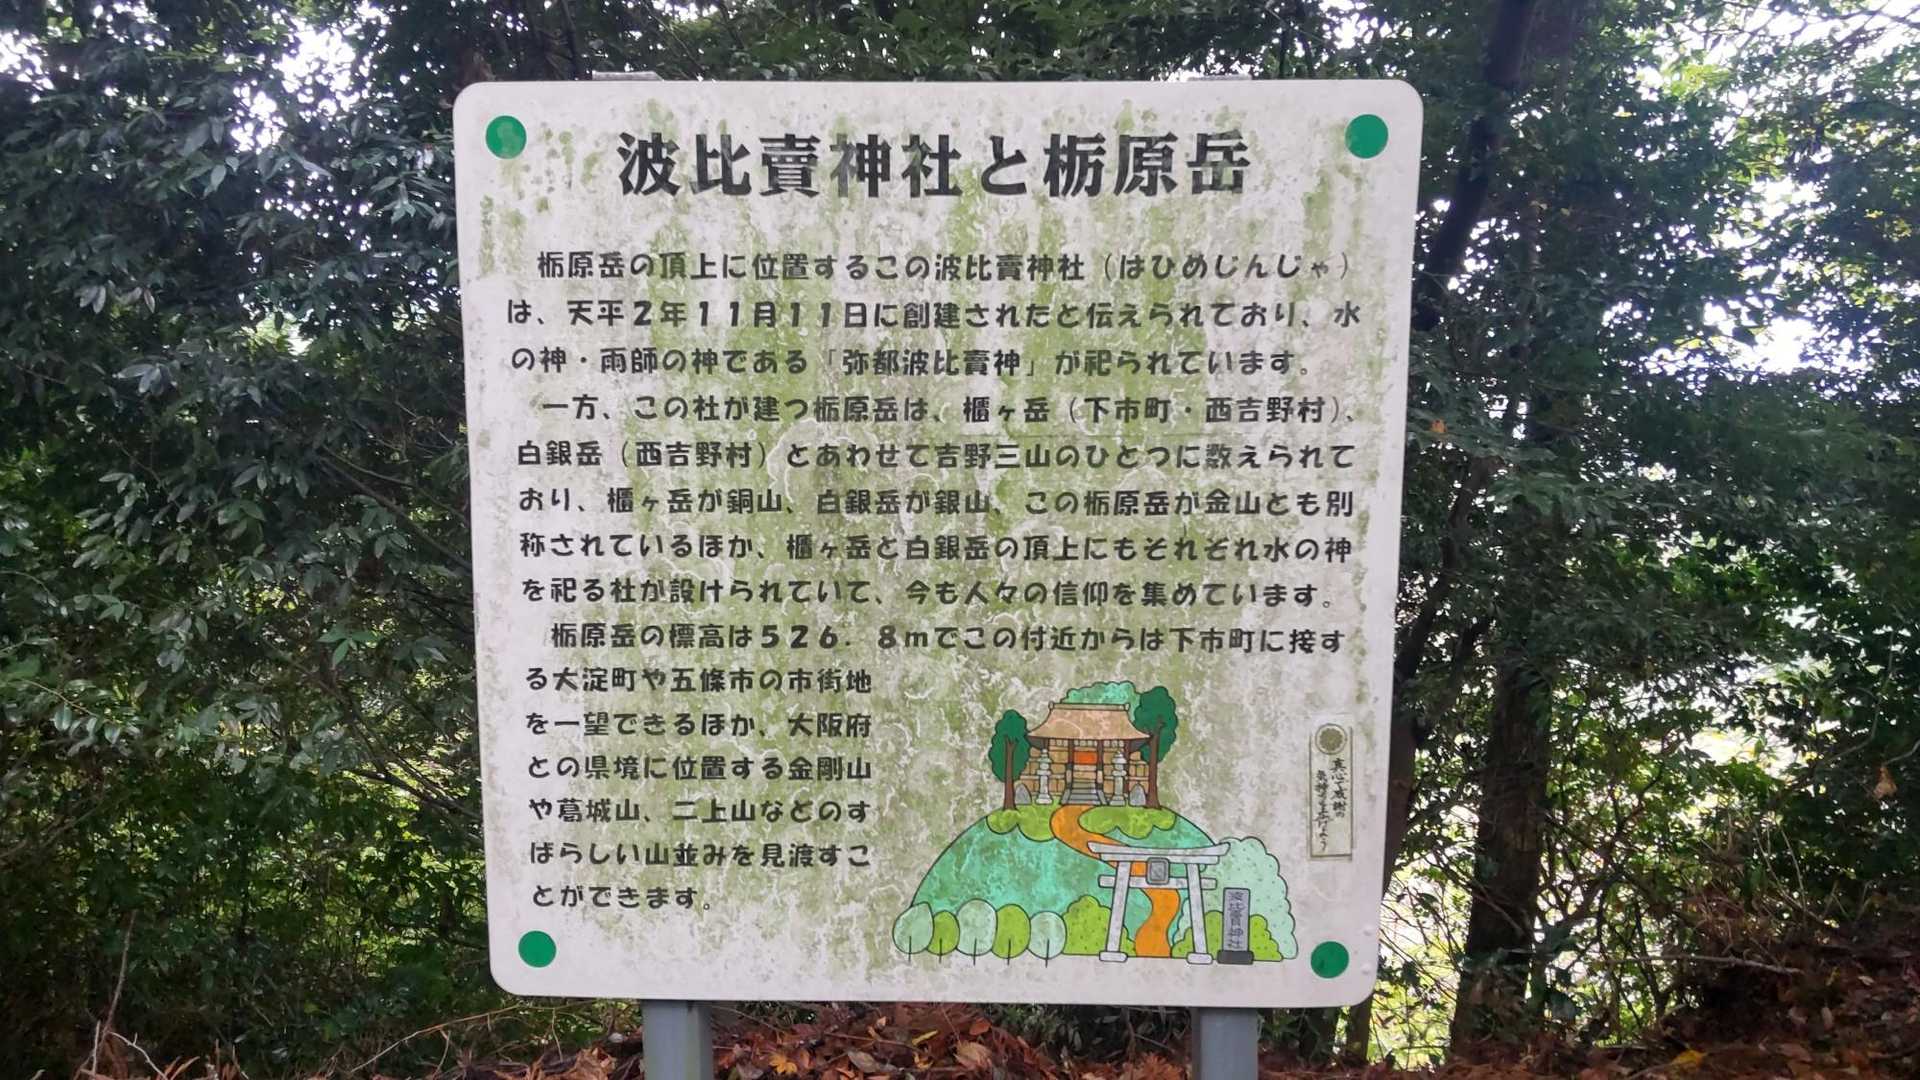 波比賣神社と栃原岳
栃原岳の頂上に位置するこの波比賣神社（はひめじんじゃ）
は、天平２年１１月１１日に創建されたと伝えられており、水
の神・雨師の神である「弥都波比賣神」が祀られています。
一方、この社が建つ栃原岳は、櫃ヶ岳（下市町・西吉野村）、
白銀岳（西吉野村）とあわせて吉野三山のひとつに数えられて
おり、櫃ヶ岳が銅山、白銀岳が銀山、この栃原岳が金山とも別
称されているほか、櫃ヶ岳と白銀岳の頂上にもそれぞれ水の神
を祀る社が設けられていて、今も人々の信仰を集めています。
栃原岳の標高は５２６．８ｍでこの付近からは下市町に接す
る大淀町や五條市の市街地
を一望できるほか、大阪府
との県境に位置する金剛山
や葛城山、二上山などのす
ばらしい山並みを見渡すこ
とができます。
波比賣神社
真心で感謝の